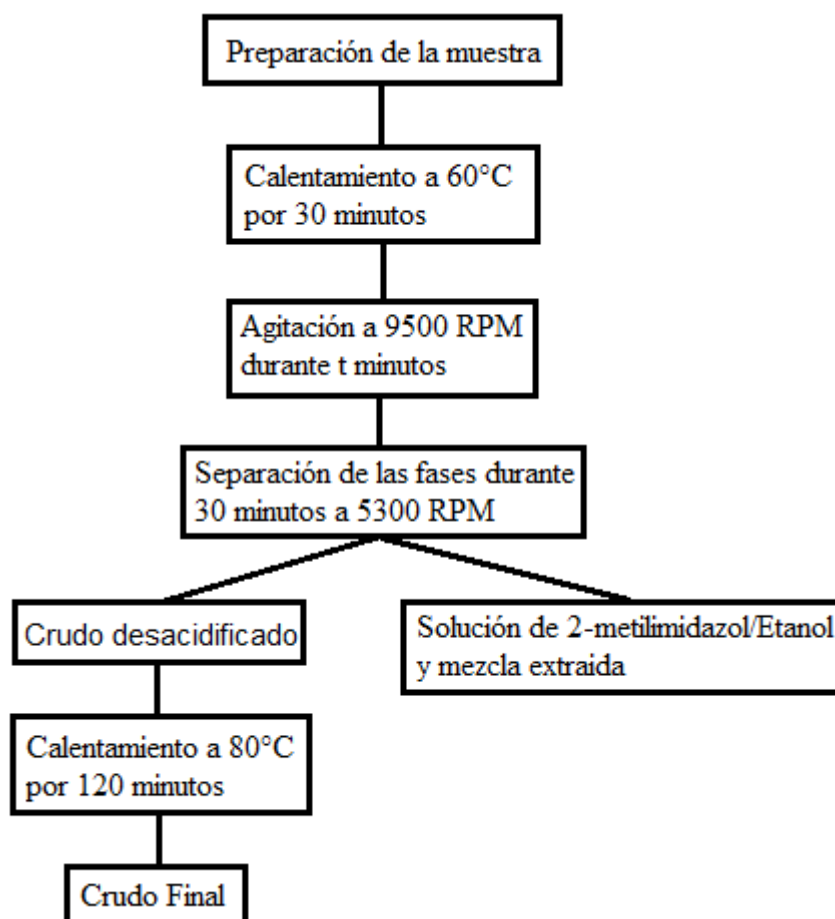 Preparación de la muestra
Calentamiento a 60°C
por 30 minutos
Agitación a 9500 RPM
durante t minutos
Separación de las fases durante
30 minutos a 5300 RPM
Crudo desacidificado
Solución de 2-metilimidazol/Etanol
y mezcla extraida
Calentamiento a 80°C
por 120 minutos
Crudo Final